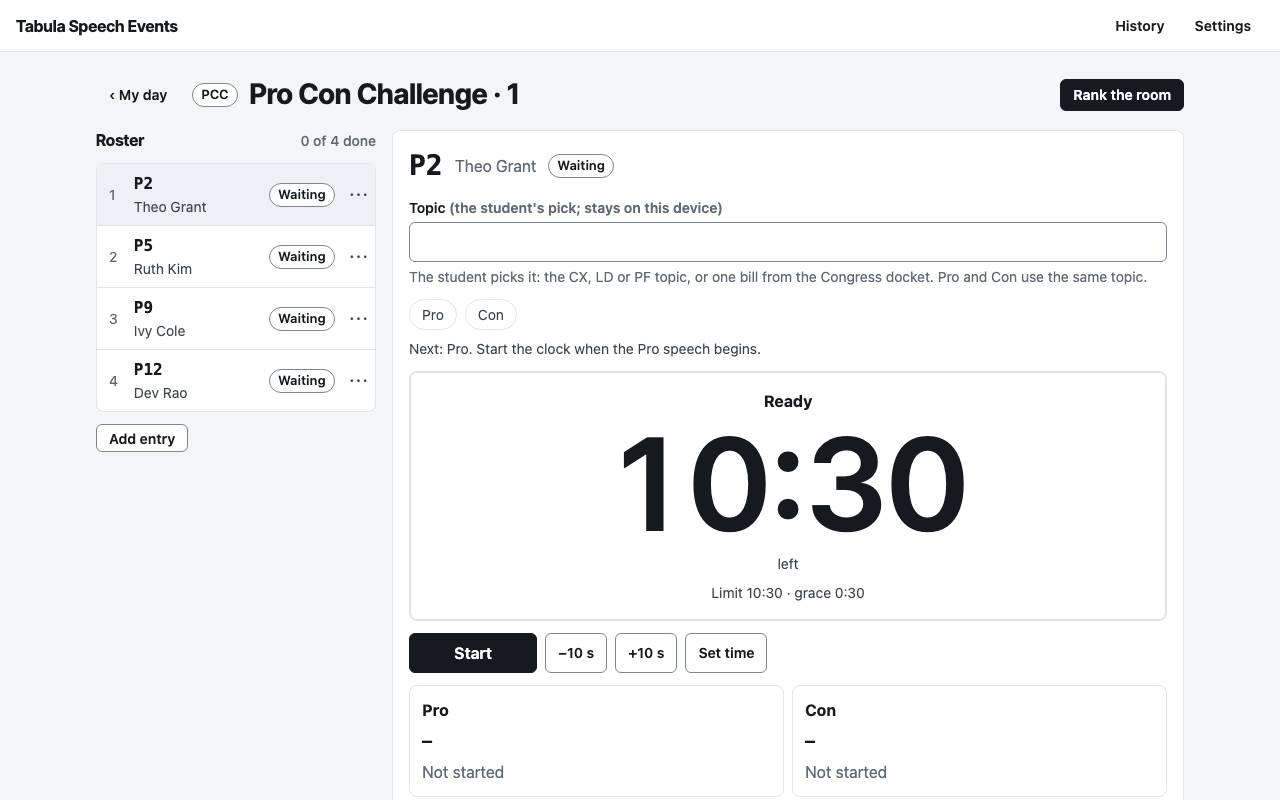 Tabula Speech Events
History
Settings
‹ My day
PCC
Pro Con Challenge · 1
Rank the room
Roster
0 of 4 done
1
P2
Theo Grant
Waiting
···
2
P5
Ruth Kim
Waiting
···
3
P9
Ivy Cole
Waiting
···
4
P12
Dev Rao
Waiting
···
Add entry
P2
Theo Grant
Waiting
Topic (the student's pick; stays on this device)
The student picks it: the CX, LD or PF topic, or one bill from the Congress docket. Pro and Con use the same topic.
Pro
Con
Next: Pro. Start the clock when the Pro speech begins.
Ready
10:30
left
Limit 10:30 · grace 0:30
Start
−10 s
+10 s
Set time
Pro
–
Not started
Con
–
Not started